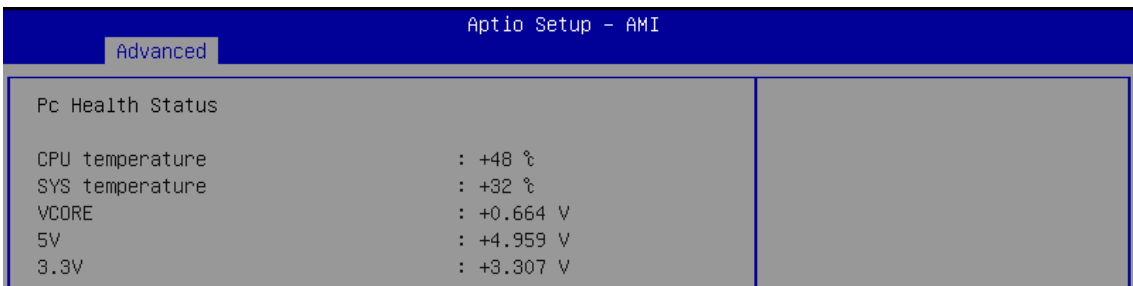 Aptio Setup - AMI
Advanced
Pc Health Status
CPU temperature : +48 ℃
SYS temperature : +32 ℃
VCORE : +0.664 V
5V : +4.959 V
3.3V : +3.307 V